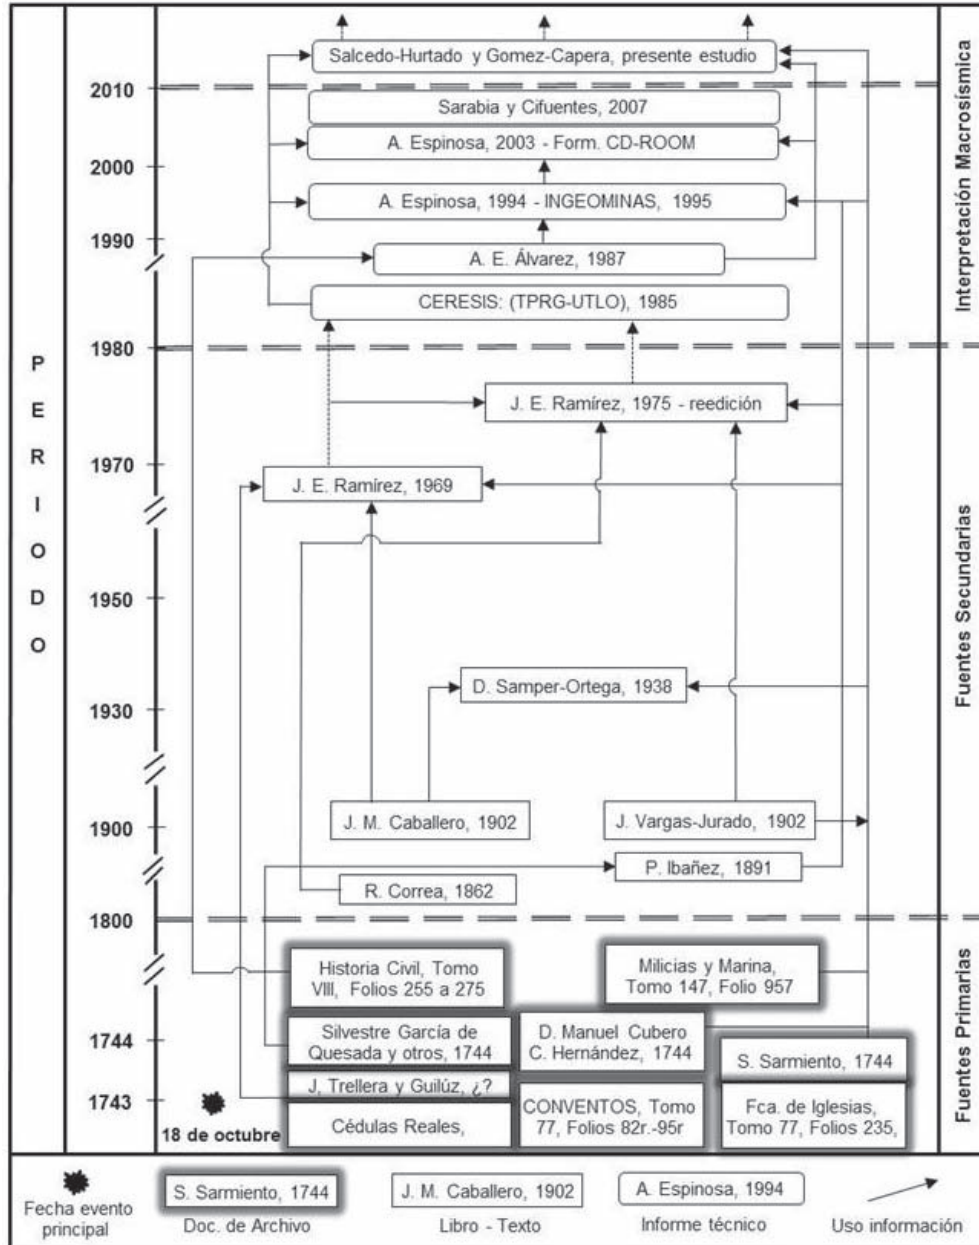 Salcedo-Hurtado y Gomez-Capera, presente estudio
2010
Sarabia y Cifuentes, 2007
A. Espinosa, 2003 - Form. CD-ROOM
2000
A. Espinosa, 1994 - INGEOMINAS, 1995
1990
A. E. Álvarez, 1987
CERESIS: (TPRG-UTLO), 1985
Interpretación Macrosísmica
1980
PERIODO
J. E. Ramírez, 1975 - reedición
1970
J. E. Ramírez, 1969
1950
D. Samper-Ortega, 1938
1930
Fuentes Secundarias
J. M. Caballero, 1902
J. Vargas-Jurado, 1902
1900
P. Ibañez, 1891
R. Correa, 1862
1800
Historia Civil, Tomo
VIII, Folios 255 a 275
Milicias y Marina,
Tomo 147, Folio 957
Silvestre García de
Quesada y otros, 1744
D. Manuel Cubero
C. Hernández, 1744
1744
S. Sarmiento, 1744
J, Trellera y Guilúz, ¿?
1743
Cédulas Reales,
CONVENTOS, Tomo
77, Folios 82r.-95r
Fca. de Iglesias,
Tomo 77, Folios 235,
18 de octubre
Fuentes Primarias
Fecha evento
principal
S. Sarmiento, 1744
Doc. de Archivo
J. M. Caballero, 1902
Libro - Texto
A. Espinosa, 1994
Informe técnico
Uso información